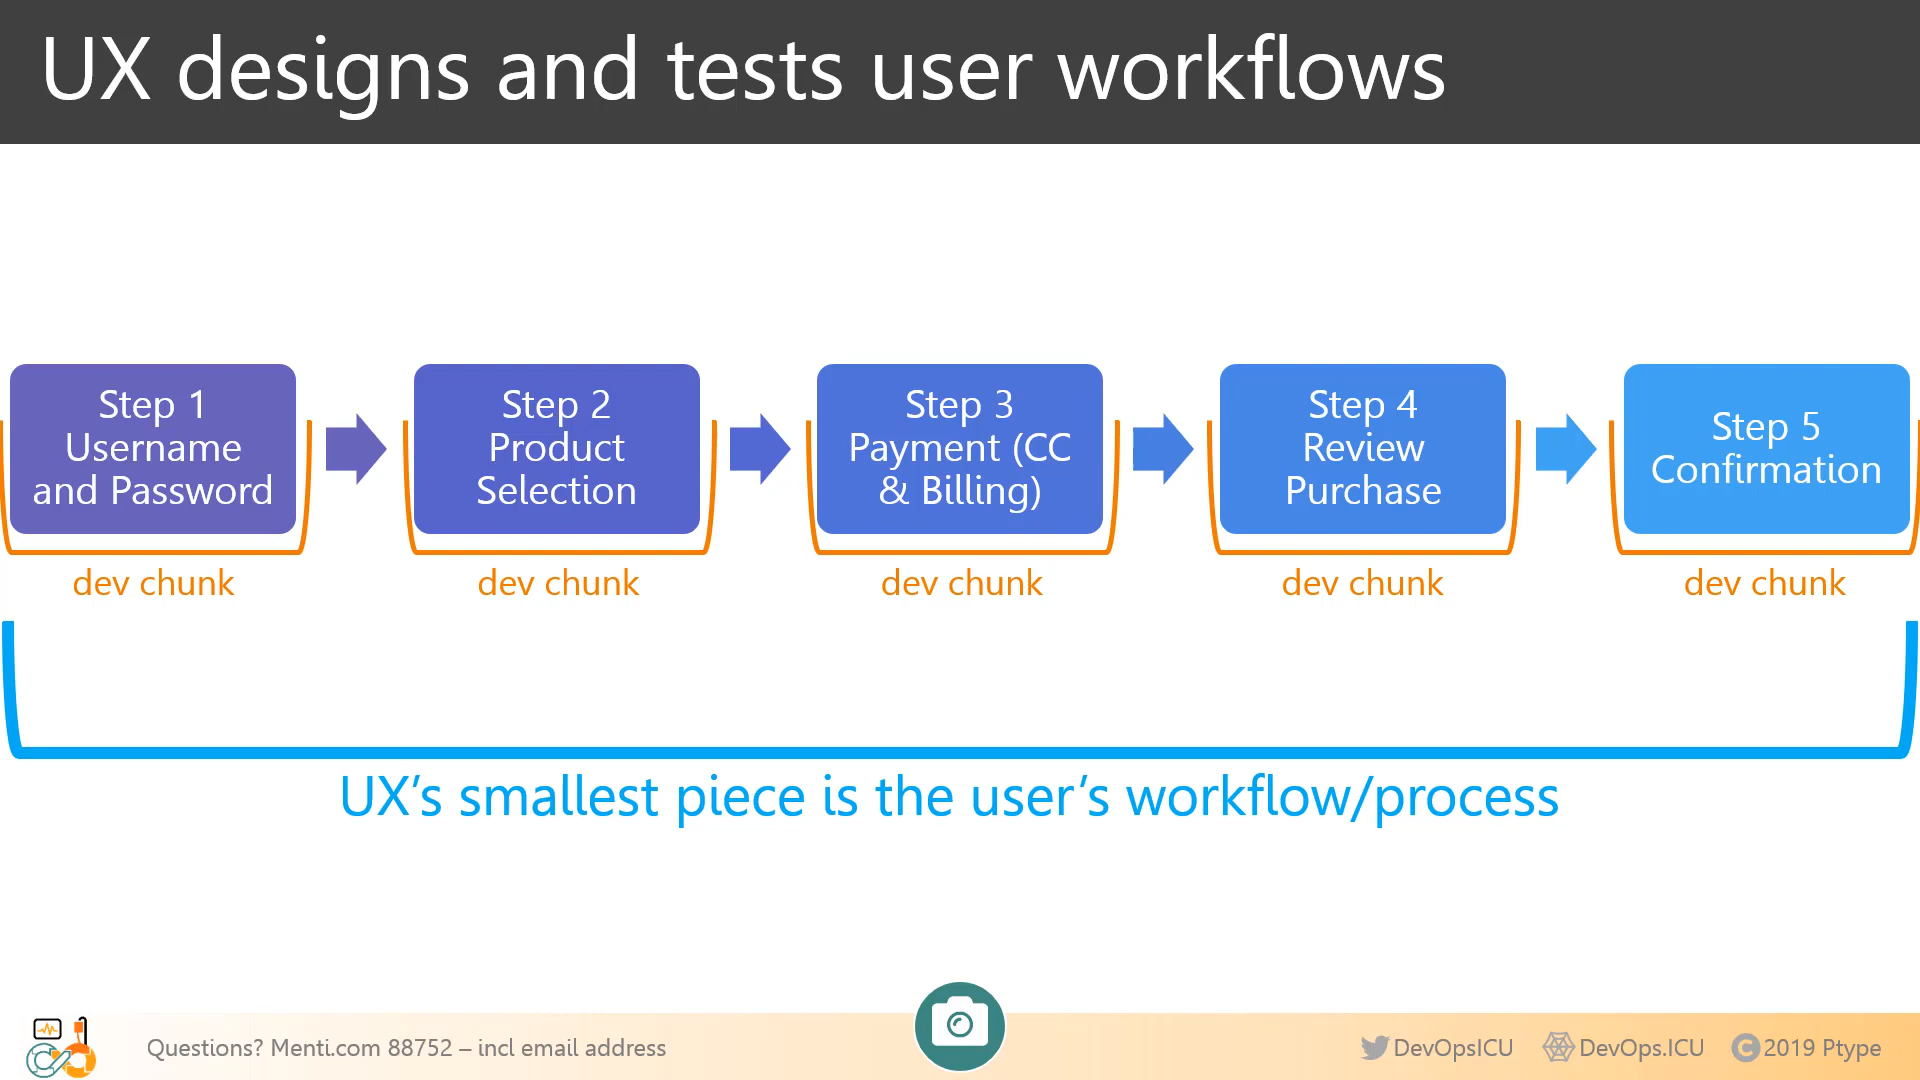 UX designs and tests user workflows
Step 1
Username
and Password
Step 2
Product
Selection
Step 3
Payment (CC
& Billing)
Step 4
Review
Purchase
Step 5
Confirmation
dev chunk
dev chunk
dev chunk
dev chunk
dev chunk
UX’s smallest piece is the user’s workflow/process
Questions? Menti.com 88752 – incl email address
DevOpsICU
DevOps.ICU
© 2019 Ptype